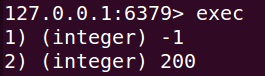 127.0.0.1:6379> exec
1) (integer) -1
2) (integer) 200